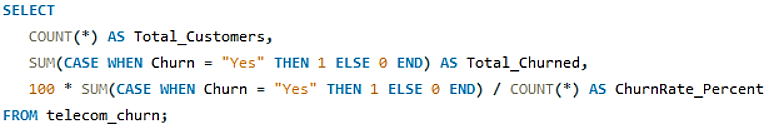 SELECT
COUNT(*) AS Total_Customers,
SUM(CASE WHEN Churn = "Yes" THEN 1 ELSE 0 END) AS Total_Churned,
100 * SUM(CASE WHEN Churn = "Yes" THEN 1 ELSE 0 END) / COUNT(*) AS ChurnRate_Percent
FROM telecom_churn;